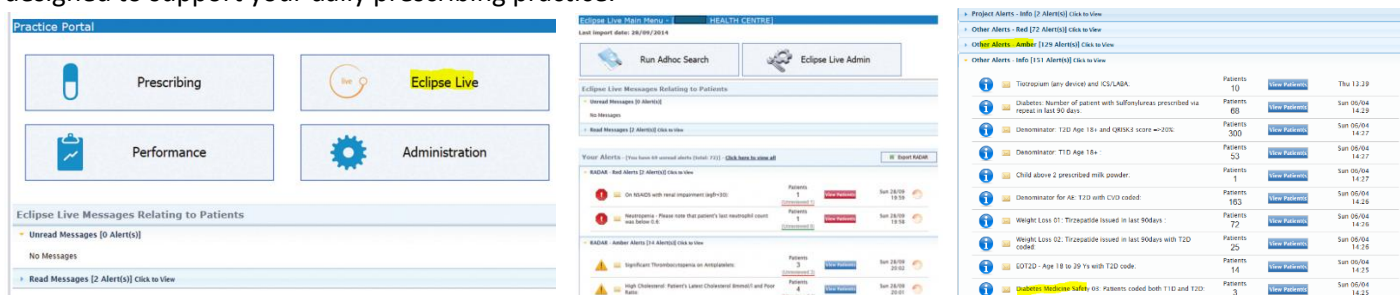 designed to support your daily prescribing practice.
Practice Portal
Prescribing
live
Eclipse Live
Performance
Administration
Eclipse Live Messages Relating to Patients
Unread Messages [0 Alert(s)]
No Messages
Read Messages [2 Alert(s)] Click to View
Eclipse Live Main Menu - [ HEALTH CENTRE]
Last import date: 28/09/2014
Run Adhoc Search
Eclipse Live Admin
Eclipse Live Messages Relating to Patients
Unread Messages [0 Alert(s)]
No Messages
Read Messages [2 Alert(s)] Click to View
Your Alerts - [You have 69 unread alerts (total: 72)] - Click here to view all
Export RADAR
RADAR - Red Alerts [2 Alert(s)] Click to View
On NSAIDS with renal impairment (egfr<30):
Patients
1
View Patients
Sun 28/09
19:59
Neutropenia - Please note that patient's last neutrophil count
was below 0.9.
Patients
1
View Patients
Sun 28/09
19:58
RADAR - Amber Alerts [14 Alert(s)] Click to View
Significant Thrombocytopenia on Antiplatelets:
Patients
3
View Patients
Sun 28/09
20:02
High Cholesterol: Patient's Latest Cholesterol 8mmol/l and Poor
Ratio
Patients
4
View Patients
Sun 28/09
20:01
Project Alerts - Info [2 Alert(s)] Click to View
Other Alerts - Red [72 Alert(s)] Click to View
Other Alerts - Amber [129 Alert(s)] Click to View
Other Alerts - Info [151 Alert(s)] Click to View
Tiotropium (any device) and ICS/LABA:
Patients
10
View Patients
Thu 13:39
Diabetes: Number of patient with Sulfonylureas prescribed via
repeat in last 90 days:
Patients
68
View Patients
Sun 06/04
14:29
Denominator: T2D Age 18+ and QRISK3 score =>20%:
Patients
300
View Patients
Sun 06/04
14:27
Denominator: T1D Age 18+ :
Patients
53
View Patients
Sun 06/04
14:27
Child above 2 prescribed milk powder:
Patients
1
View Patients
Sun 06/04
14:27
Denominator for AE: T2D with CVD coded:
Patients
163
View Patients
Sun 06/04
14:26
Weight Loss 01: Tirzepatide issued in last 90days :
Patients
72
View Patients
Sun 06/04
14:26
Weight Loss 02: Tirzepatide issued in last 90days with T2D
coded:
Patients
25
View Patients
Sun 06/04
14:26
EOT2D - Age 18 to 39 Yrs with T2D code:
Patients
14
View Patients
Sun 06/04
14:25
Diabetes Medicine Safety 03: Patients coded both T1D and T2D:
Patients
3
View Patients
Sun 06/04
14:25